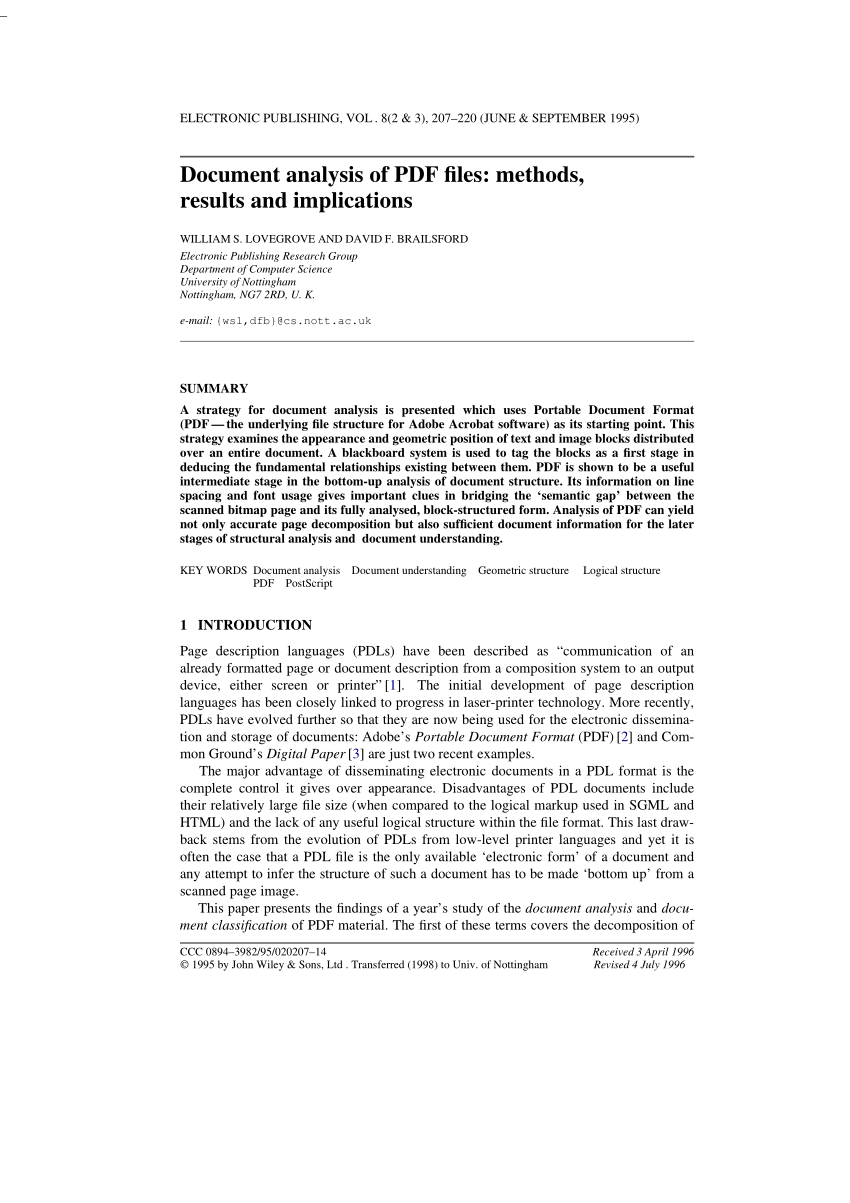 ELECTRONIC PUBLISHING, VOL . 8(2 & 3), 207–220 (JUNE & SEPTEMBER 1995)
Document analysis of PDF files: methods,
results and implications
WILLIAM S. LOVEGROVE AND DAVID F. BRAILSFORD
Electronic Publishing Research Group
Department of Computer Science
University of Nottingham
Nottingham, NG7 2RD, U. K.
e-mail: {wsl,dfb}@cs.nott.ac.uk
SUMMARY
A strategy for document analysis is presented which uses Portable Document Format
(PDF — the underlying file structure for Adobe Acrobat software) as its starting point. This
strategy examines the appearance and geometric position of text and image blocks distributed
over an entire document. A blackboard system is used to tag the blocks as a first stage in
deducing the fundamental relationships existing between them. PDF is shown to be a useful
intermediate stage in the bottom-up analysis of document structure. Its information on line
spacing and font usage gives important clues in bridging the ‘semantic gap’ between the
scanned bitmap page and its fully analysed, block-structured form. Analysis of PDF can yield
not only accurate page decomposition but also sufficient document information for the later
stages of structural analysis and document understanding.
KEY WORDS Document analysis Document understanding Geometric structure Logical structure
PDF PostScript
1 INTRODUCTION
Page description languages (PDLs) have been described as “communication of an
already formatted page or document description from a composition system to an output
device, either screen or printer” [1]. The initial development of page description
languages has been closely linked to progress in laser-printer technology. More recently,
PDLs have evolved further so that they are now being used for the electronic dissemina-
tion and storage of documents: Adobe’s Portable Document Format (PDF) [2] and Com-
mon Ground’s Digital Paper [3] are just two recent examples.
The major advantage of disseminating electronic documents in a PDL format is the
complete control it gives over appearance. Disadvantages of PDL documents include
their relatively large file size (when compared to the logical markup used in SGML and
HTML) and the lack of any useful logical structure within the file format. This last draw-
back stems from the evolution of PDLs from low-level printer languages and yet it is
often the case that a PDL file is the only available ‘electronic form’ of a document and
any attempt to infer the structure of such a document has to be made ‘bottom up’ from a
scanned page image.
This paper presents the findings of a year’s study of the document analysis and docu-
ment classification of PDF material. The first of these terms covers the decomposition of
CCC 0894–3982/95/020207–14 Received 3 April 1996
© 1995 by John Wiley & Sons, Ltd . Transferred (1998) to Univ. of Nottingham Revised 4 July 1996